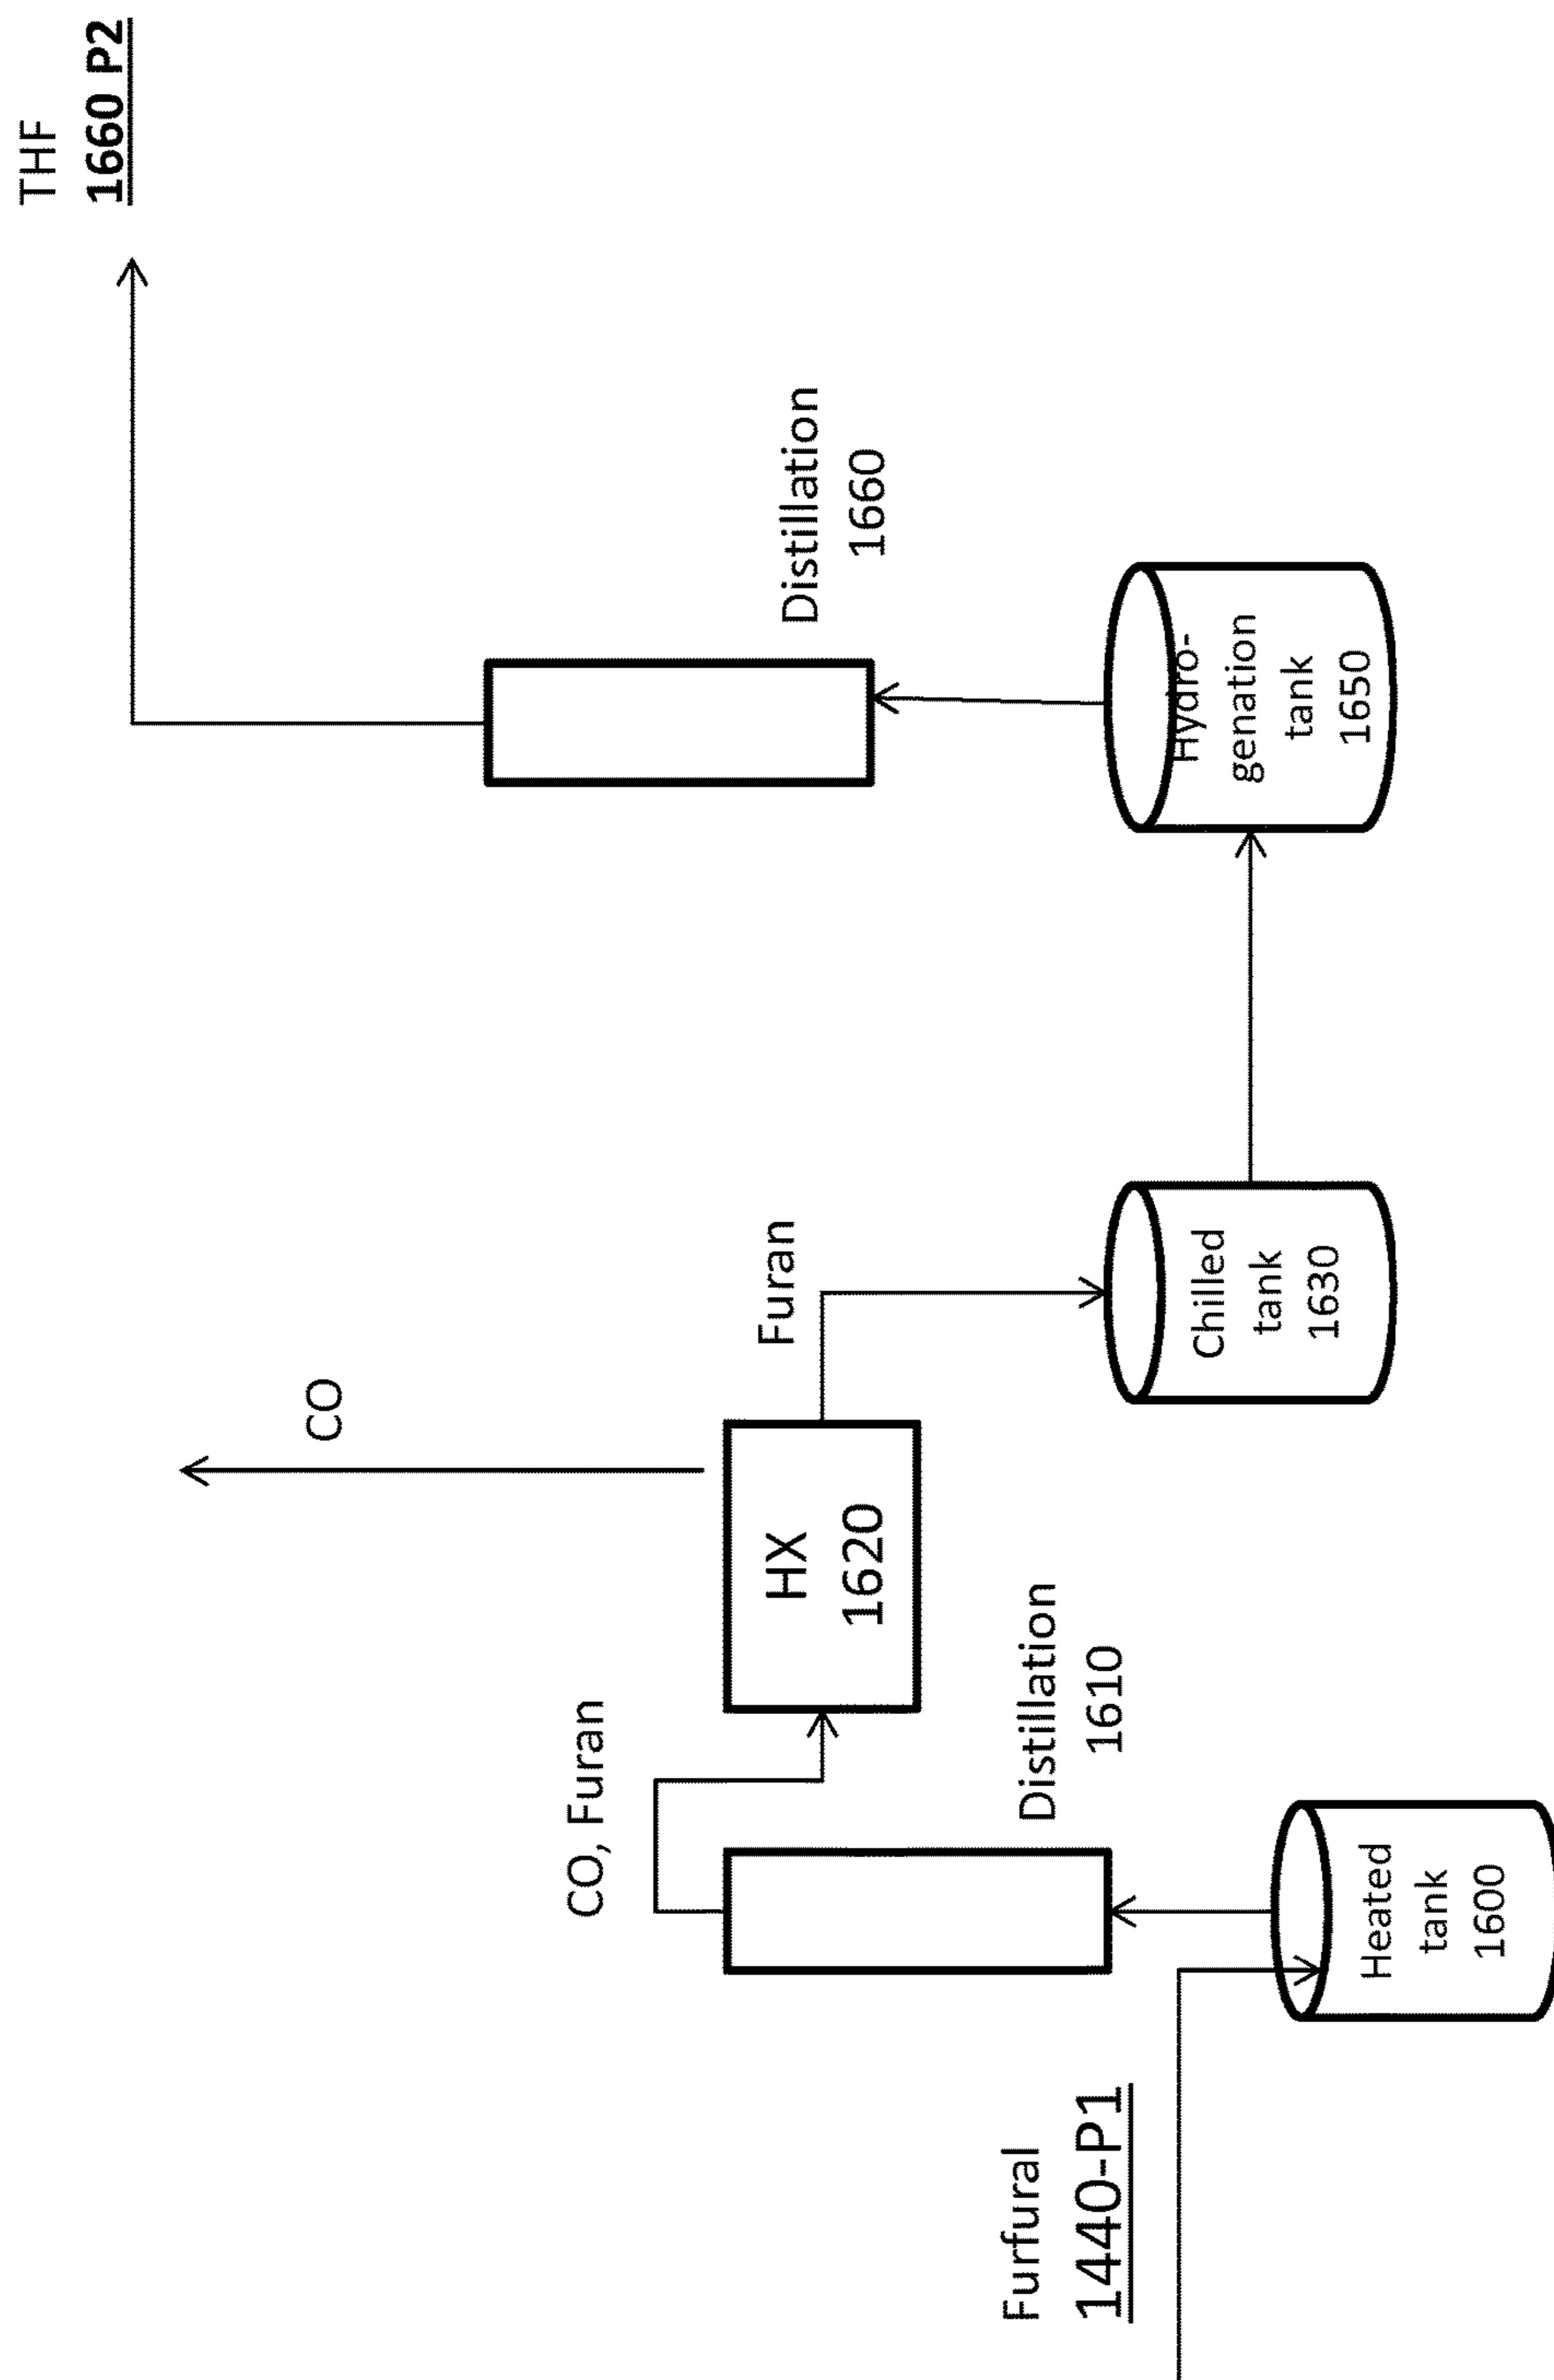 Furfural
1440-P1
Heated
tank
1600
Distillation
1610
CO, Furan
HX
1620
CO
Furan
Chilled
tank
1630
Hydro-
genation
tank
1650
Distillation
1660
THF
1660 P2